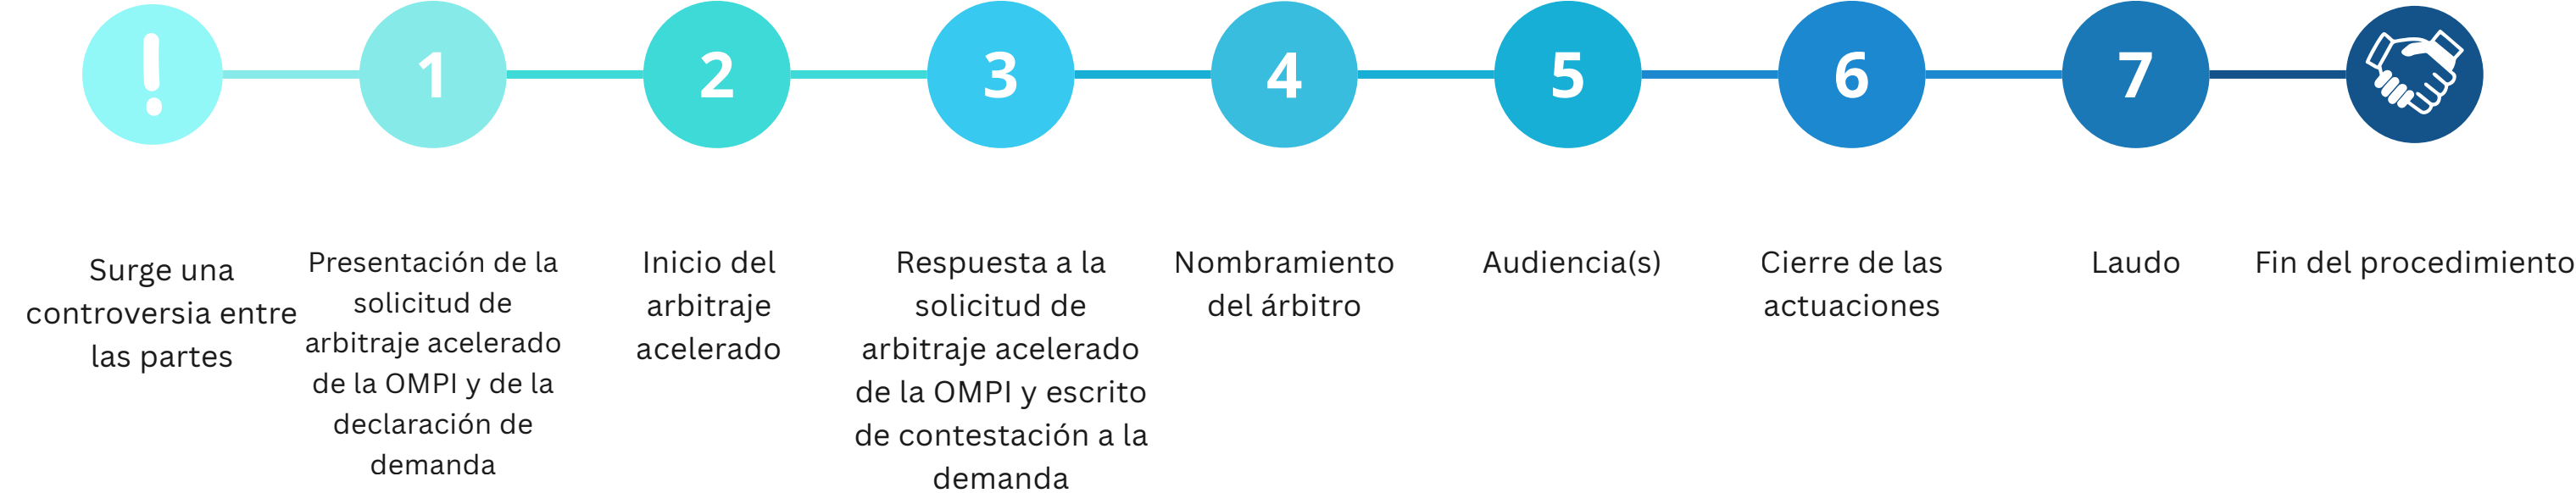 !
1
2
3
4
5
6
7
Surge una
controversia entre
las partes
Presentación de la
solicitud de
arbitraje acelerado
de la OMPI y de la
declaración de
demanda
Inicio del
arbitraje
acelerado
Respuesta a la
solicitud de
arbitraje acelerado
de la OMPI y escrito
de contestación a la
demanda
Nombramiento
del árbitro
Audiencia(s)
Cierre de las
actuaciones
Laudo
Fin del procedimiento